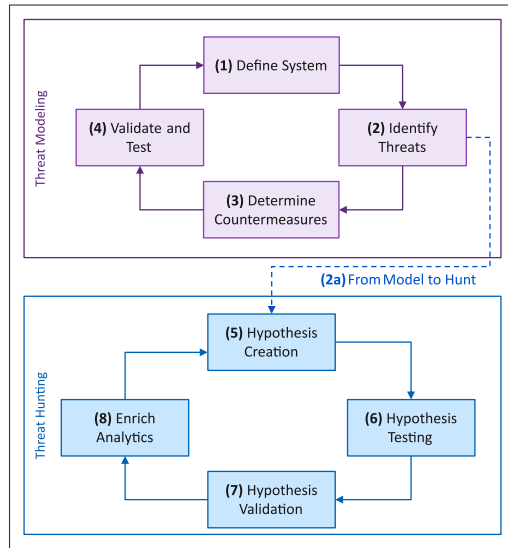 Threat Modeling
(1) Define System
(4) Validate and
Test
(2) Identify
Threats
(3) Determine
Countermeasures
(2a) From Model to Hunt
Threat Hunting
(5) Hypothesis
Creation
(8) Enrich
Analytics
(6) Hypothesis
Testing
(7) Hypothesis
Validation